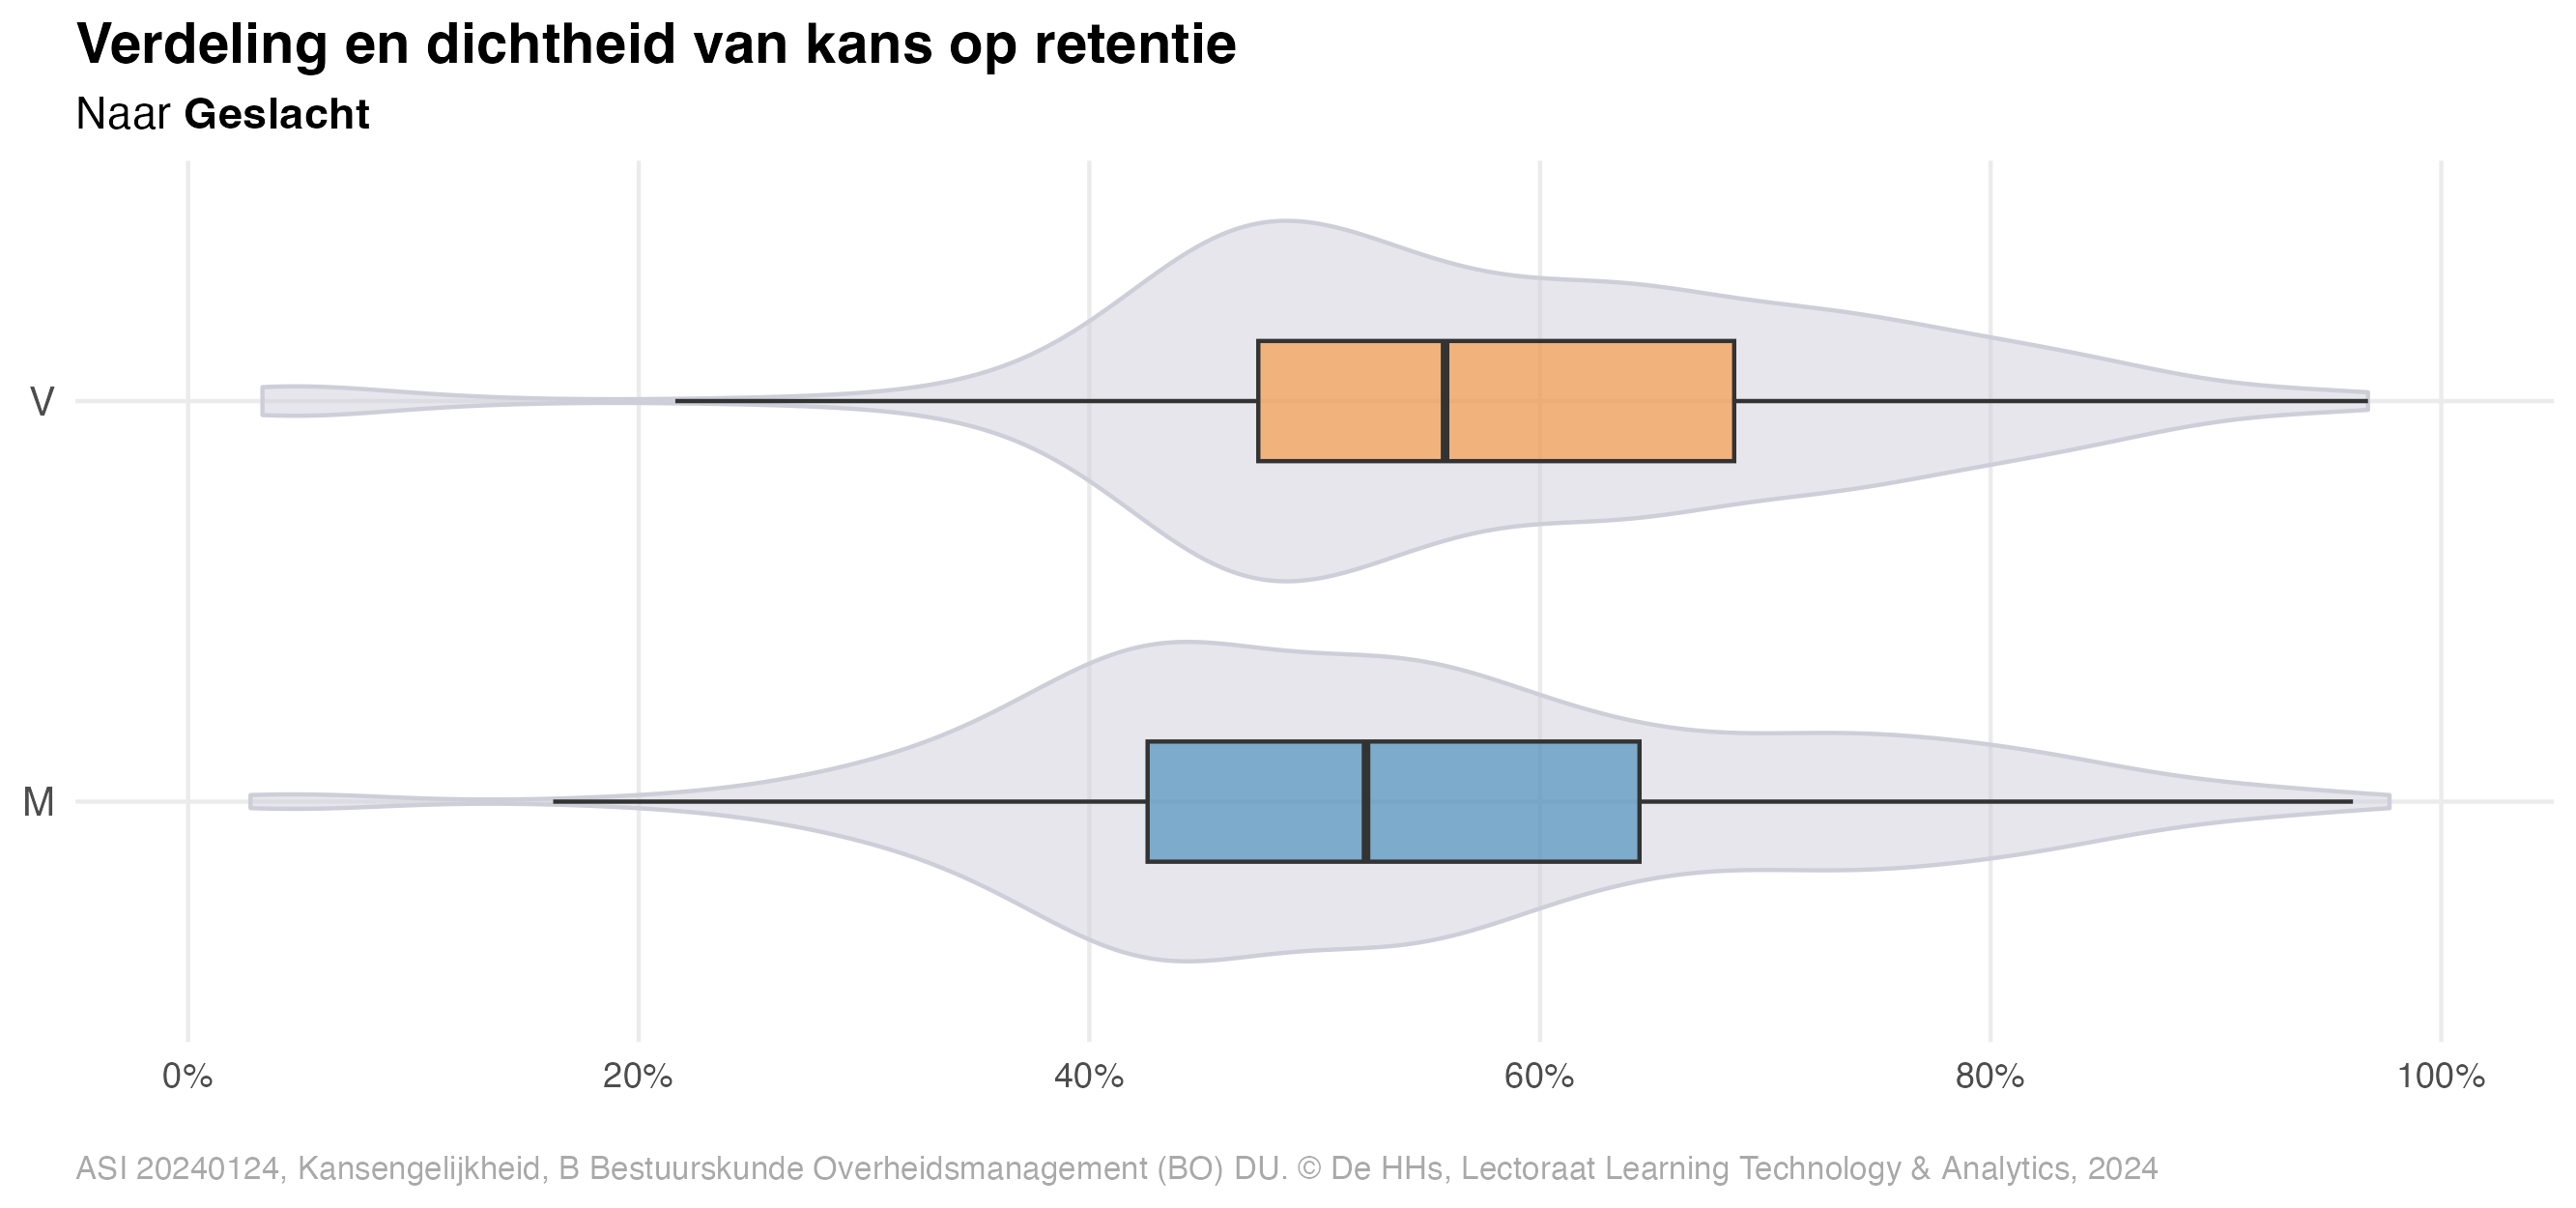 Verdeling en dichtheid van kans op retentie
Naar Geslacht
V
M
0% 20% 40% 60% 80% 100%
ASI 20240124, Kansengelijkheid, B Bestuurskunde Overheidsmanagement (BO) DU. © De HHs, Lectoraat Learning Technology & Analytics, 2024